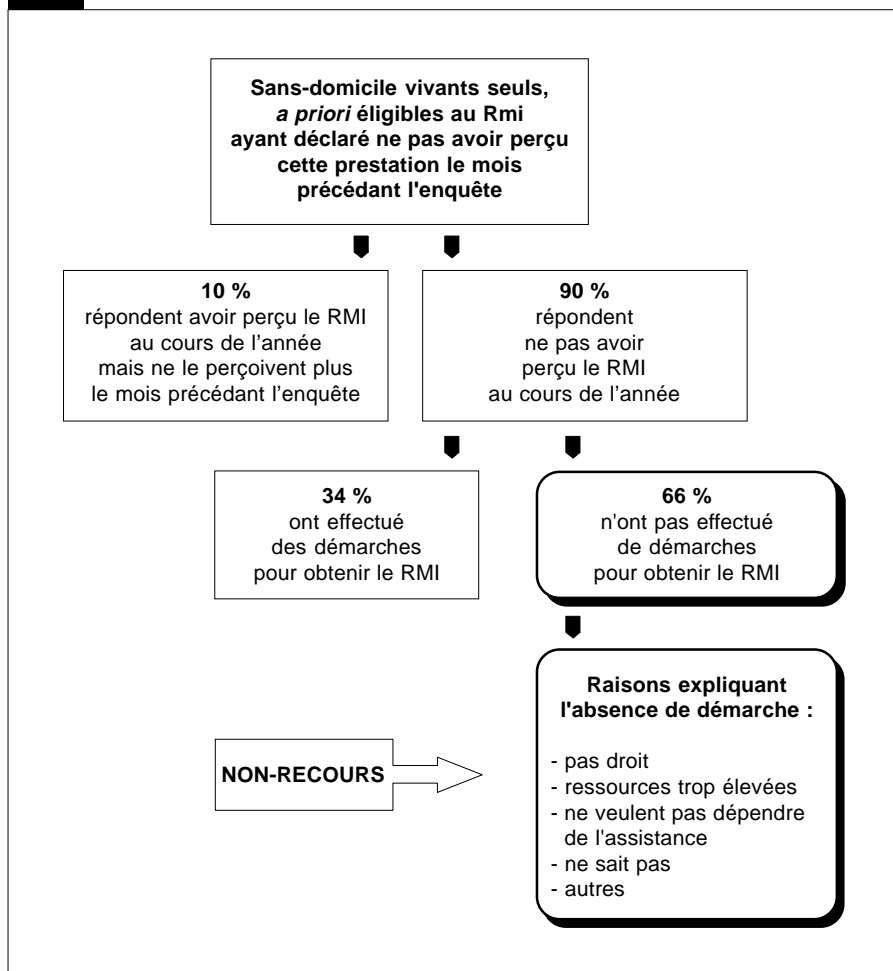 Sans-domicile vivants seuls,
a priori éligibles au Rmi
ayant déclaré ne pas avoir perçu
cette prestation le mois
précédant l'enquête
10 %
répondent avoir perçu le RMI
au cours de l’année
mais ne le perçoivent plus
le mois précédant l’enquête
90 %
répondent
ne pas avoir
perçu le RMI
au cours de l’année
34 %
ont effectué
des démarches
pour obtenir le RMI
66 %
n'ont pas effectué
de démarches
pour obtenir le RMI
NON-RECOURS
Raisons expliquant
l'absence de démarche :
- pas droit
- ressources trop élevées
- ne veulent pas dépendre
de l'assistance
- ne sait pas
- autres